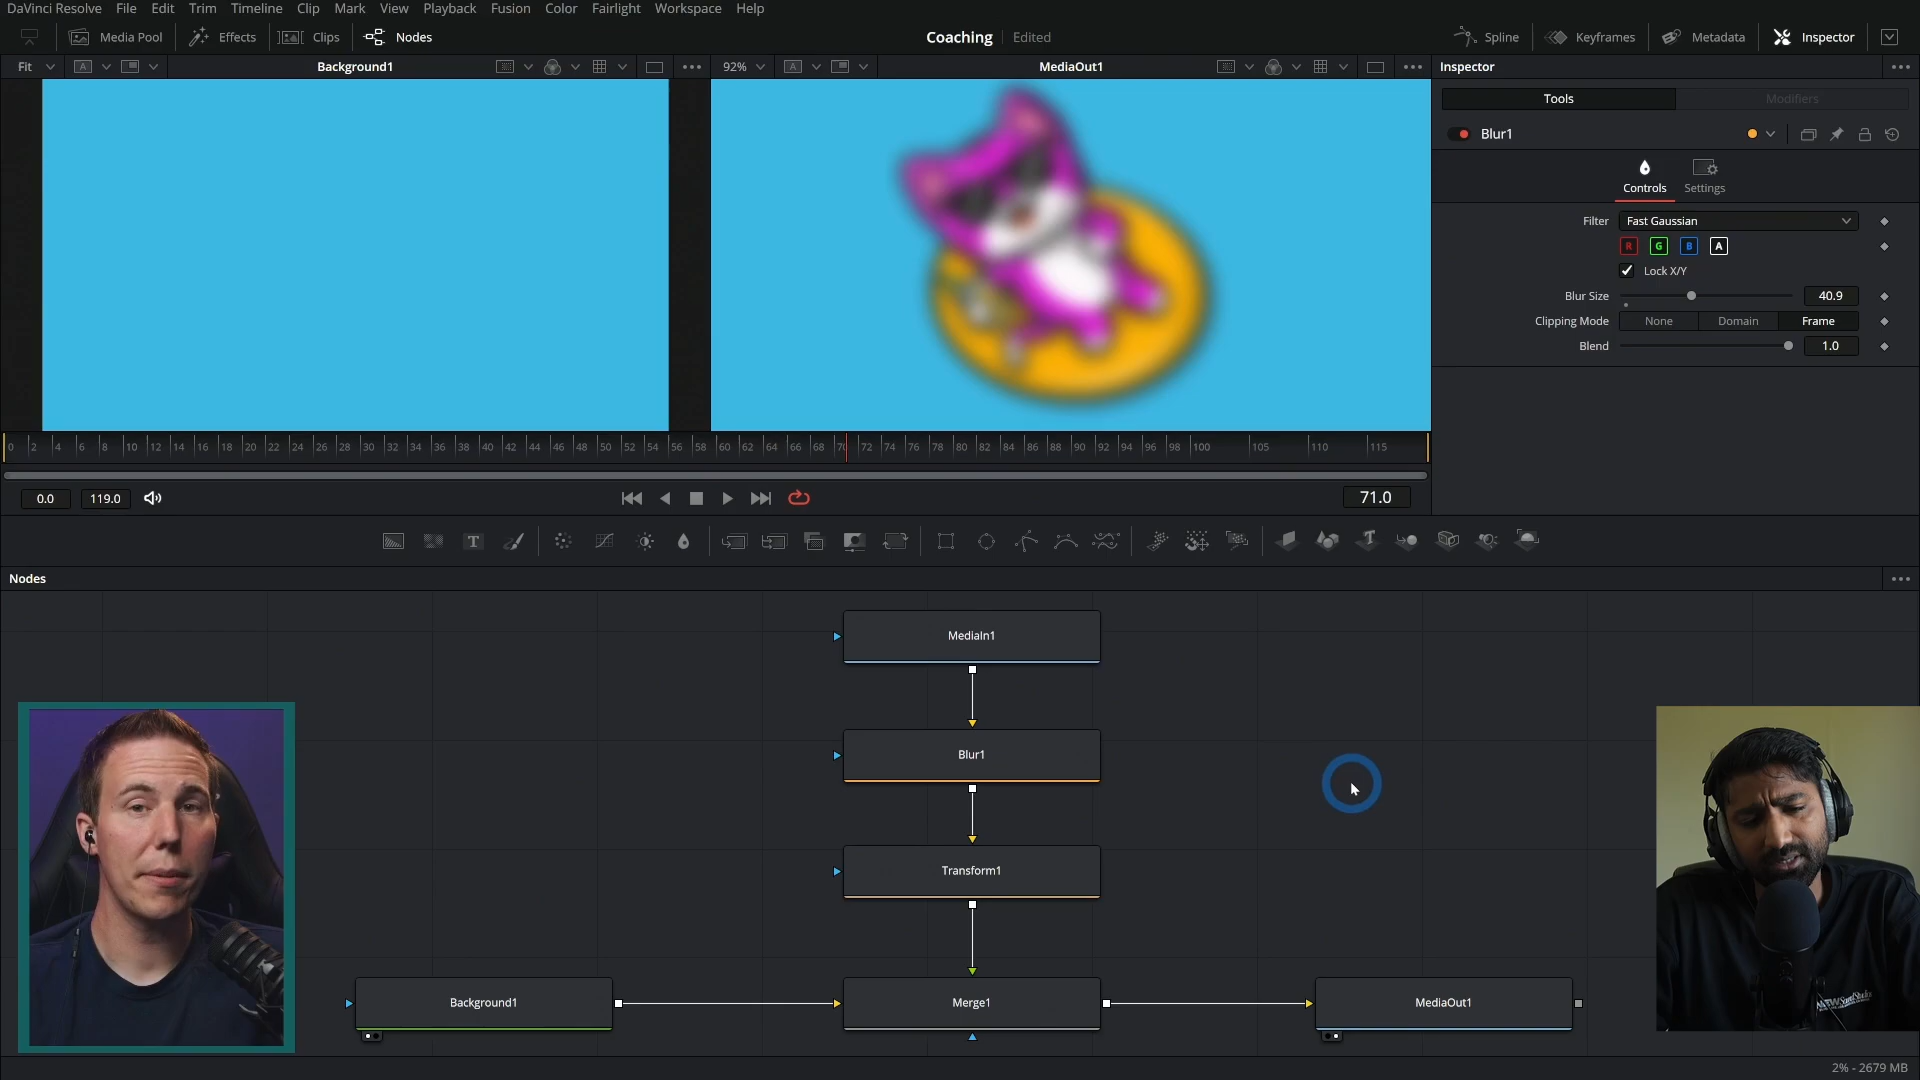 DaVinci Resolve File Edit Trim Timeline Clip Mark View Playback Fusion Color Fairlight Workspace Help
Media Pool Effects Clips Nodes Coaching Edited Spline Keyframes Metadata Inspector
Fit A Background1 92% A MediaOut1 Inspector
Tools Modifiers
Blur1
Controls Settings
Filter Fast Gaussian
R G B A
Lock X/Y
Blur Size 40.9
Clipping Mode None Domain Frame
Blend 1.0
0 2 4 6 8 10 12 14 16 18 20 22 24 26 28 30 32 34 36 38 40 42 44 46 48 50 52 54 56 58 60 62 64 66 68 70 72 74 76 78 80 82 84 86 88 90 92 94 96 98 100 105 110 115
0.0 119.0 71.0
T T
Nodes
MediaIn1
Blur1
Transform1
Background1 Merge1 MediaOut1
2% - 2679 MB